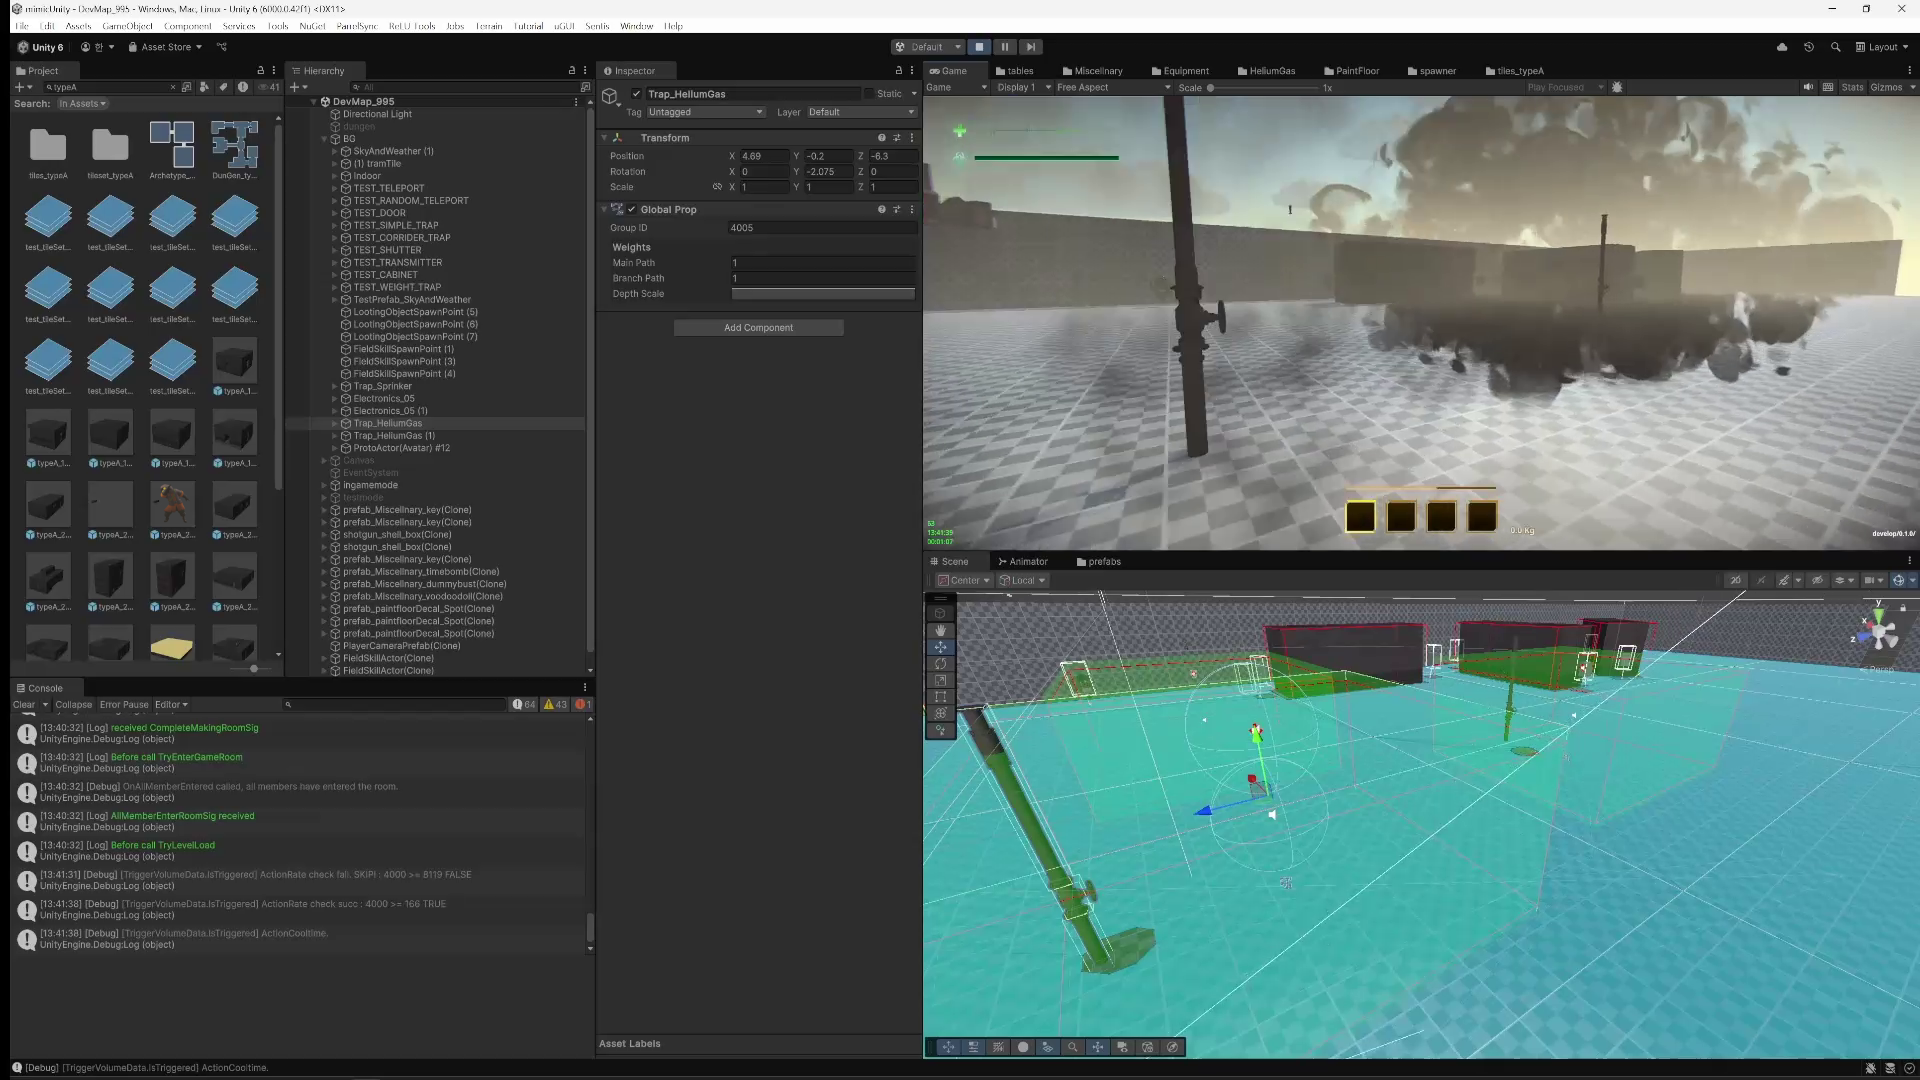 mimicUnity - DevMap_995 - Windows, Mac, Linux - Unity 6 (6000.0.42f1) <DX11>
File Edit Assets GameObject Component Services Tools NuGet ParrelSync ReLU Tools Jobs Terrain Tutorial uGUI Sentis Window Help
Unity 6 한 Asset Store Default Layout
Project
typeA 41
Search: In Assets
tiles_typeA tileset_typeA Archetype_... DunGen_ty...
test_tileSet... test_tileSet... test_tileSet... test_tileSet...
test_tileSet... test_tileSet... test_tileSet... test_tileSet...
test_tileSet... test_tileSet... test_tileSet... typeA_1...
typeA_1... typeA_1... typeA_1... typeA_1...
typeA_2... typeA_2... typeA_2... typeA_2...
typeA_2... typeA_2... typeA_2... typeA_2...
Hierarchy
All
DevMap_995
Directional Light
dungen
BG
SkyAndWeather (1)
(1) tramTile
Indoor
TEST_TELEPORT
TEST_RANDOM_TELEPORT
TEST_DOOR
TEST_SIMPLE_TRAP
TEST_CORRIDER_TRAP
TEST_SHUTTER
TEST_TRANSMITTER
TEST_CABINET
TEST_WEIGHT_TRAP
TestPrefab_SkyAndWeather
LootingObjectSpawnPoint (5)
LootingObjectSpawnPoint (6)
LootingObjectSpawnPoint (7)
FieldSkillSpawnPoint (1)
FieldSkillSpawnPoint (3)
FieldSkillSpawnPoint (4)
Trap_Sprinker
Electronics_05
Electronics_05 (1)
Trap_HeliumGas
Trap_HeliumGas (1)
ProtoActor(Avatar) #12
Canvas
EventSystem
ingamemode
testmode
prefab_Miscellnary_key(Clone)
prefab_Miscellnary_key(Clone)
shotgun_shell_box(Clone)
shotgun_shell_box(Clone)
prefab_Miscellnary_key(Clone)
prefab_Miscellnary_timebomb(Clone)
prefab_Miscellnary_dummybust(Clone)
prefab_Miscellnary_voodoodoll(Clone)
prefab_paintfloorDecal_Spot(Clone)
prefab_paintfloorDecal_Spot(Clone)
prefab_paintfloorDecal_Spot(Clone)
PlayerCameraPrefab(Clone)
FieldSkillActor(Clone)
FieldSkillActor(Clone)
Inspector
Trap_HeliumGas Static
Tag Untagged Layer Default
Transform
Position X 4.69 Y -0.2 Z -6.3
Rotation X 0 Y -2.075 Z 0
Scale X 1 Y 1 Z 1
Global Prop
Group ID 4005
Weights
Main Path 1
Branch Path 1
Depth Scale
Add Component
Asset Labels
Game tables Miscellnary Equipment HeliumGas PaintFloor spawner tiles_typeA
Game Display 1 Free Aspect Scale 1x Play Focused Stats Gizmos
53
13:41:39
00:01:07
0.0 Kg
develop/0.1.0/
Scene Animator prefabs
Center Local 2D
y
x
z
Persp
Console
Clear Collapse Error Pause Editor 64 43 1
[13:40:32] [Log] received CompleteMakingRoomSig
UnityEngine.Debug:Log (object)
[13:40:32] [Log] Before call TryEnterGameRoom
UnityEngine.Debug:Log (object)
[13:40:32] [Debug] OnAllMemberEntered called, all members have entered the room.
UnityEngine.Debug:Log (object)
[13:40:32] [Log] AllMemberEnterRoomSig received
UnityEngine.Debug:Log (object)
[13:40:32] [Log] Before call TryLevelLoad
UnityEngine.Debug:Log (object)
[13:41:31] [Debug] [TriggerVolumeData.IsTriggered] ActionRate check fail. SKIP! : 4000 >= 8119 FALSE
UnityEngine.Debug:Log (object)
[13:41:38] [Debug] [TriggerVolumeData.IsTriggered] ActionRate check succ : 4000 >= 166 TRUE
UnityEngine.Debug:Log (object)
[13:41:38] [Debug] [TriggerVolumeData.IsTriggered] ActionCooltime.
UnityEngine.Debug:Log (object)
[Debug] [TriggerVolumeData.IsTriggered] ActionCooltime.